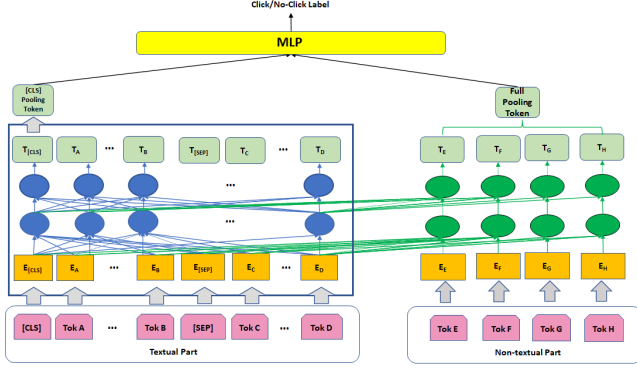 Click/No-Click Label
MLP
[CLS]
Pooling
Token
Full
Pooling
Token
T[CLS] TA ... TB T[SEP] TC ... TD TE TF TG TH
...
...
E[CLS] EA ... EB E[SEP] EC ... ED EE EF EG EH
[CLS] Tok A ... Tok B [SEP] Tok C ... Tok D Tok E Tok F Tok G Tok H
Textual Part Non-textual Part